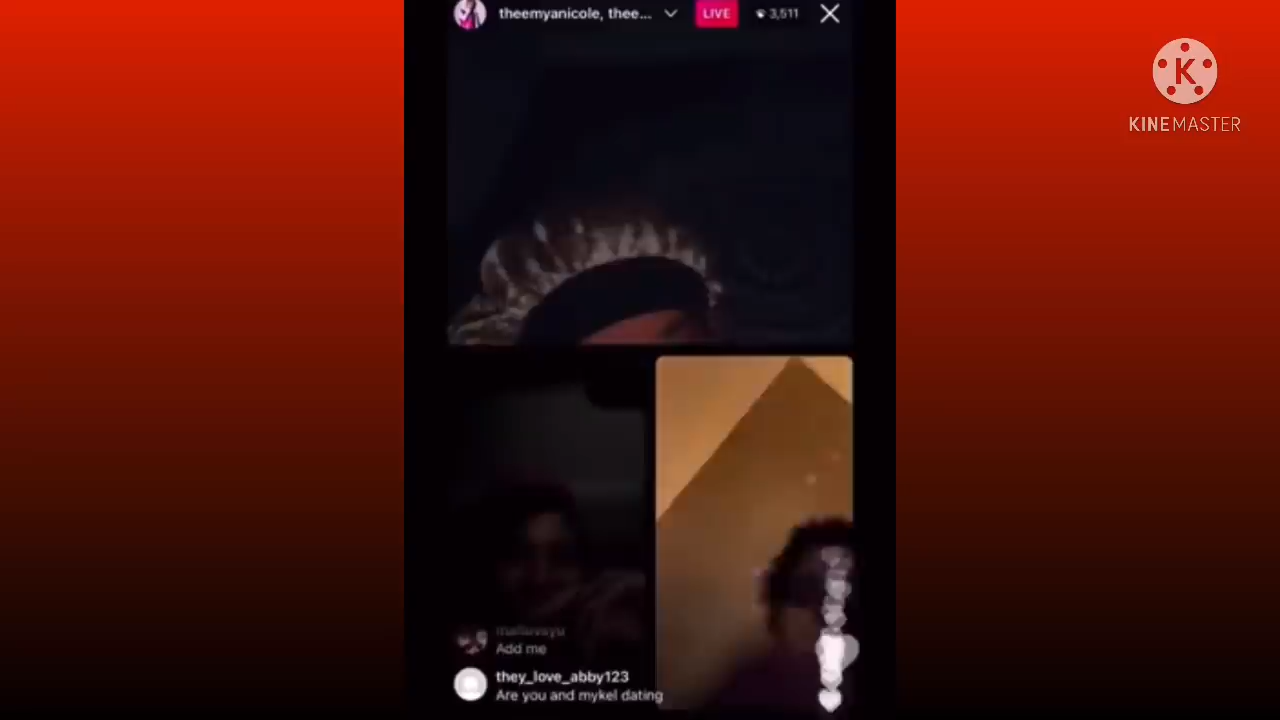 theemyanicole, thee...
LIVE
3,511
K
KINEMASTER
Add me
they_love_abby123
Are you and mykel dating